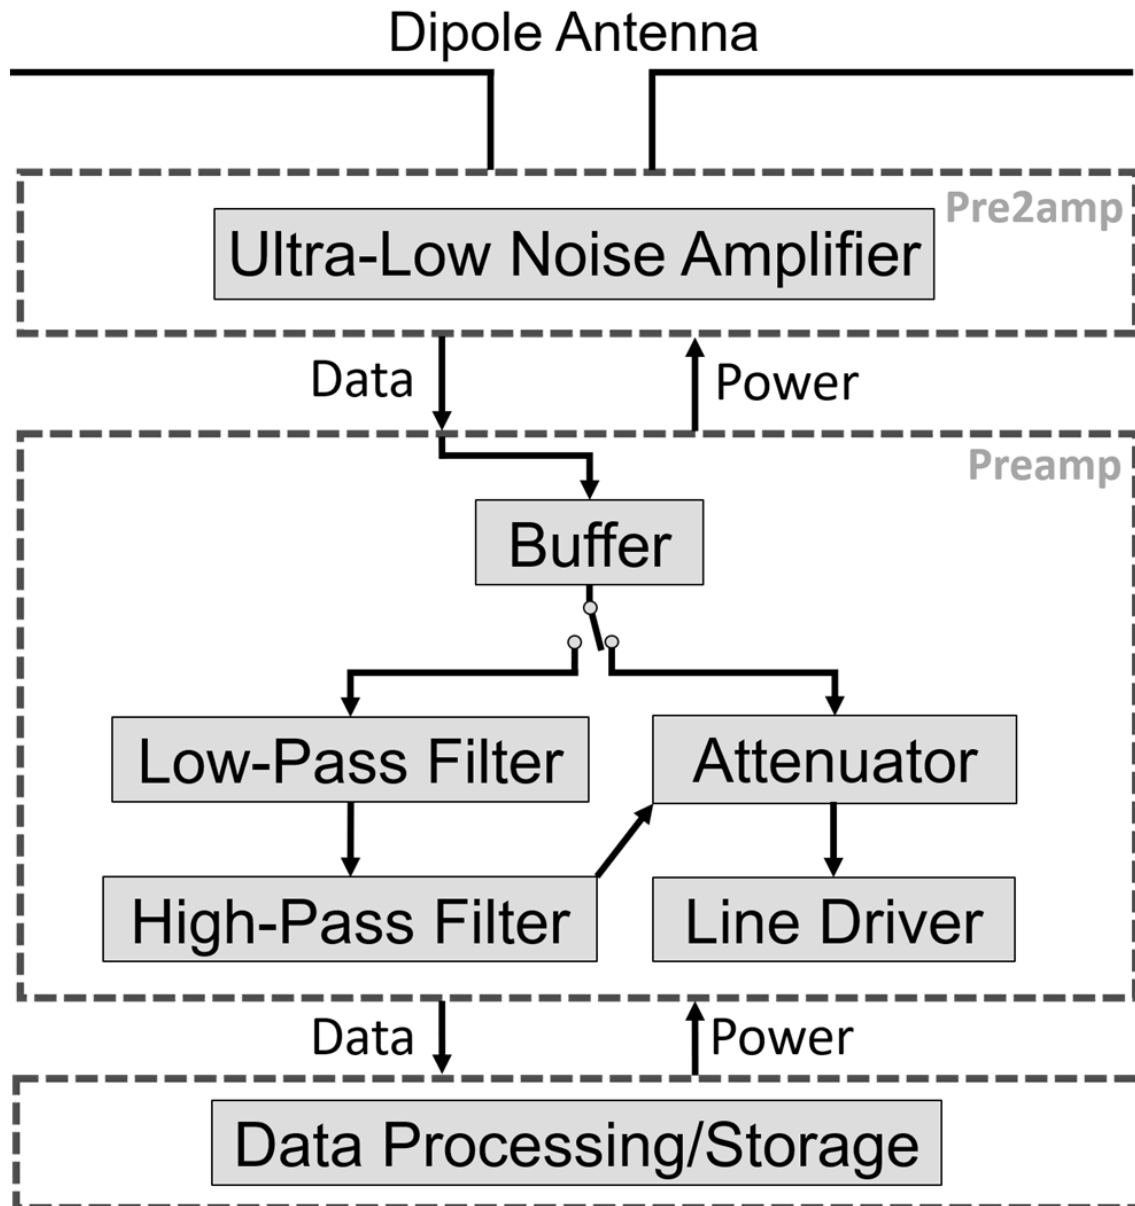 Dipole Antenna
Pre2amp
Ultra-Low Noise Amplifier
Data
Power
Preamp
Buffer
Low-Pass Filter
Attenuator
High-Pass Filter
Line Driver
Data
Power
Data Processing/Storage